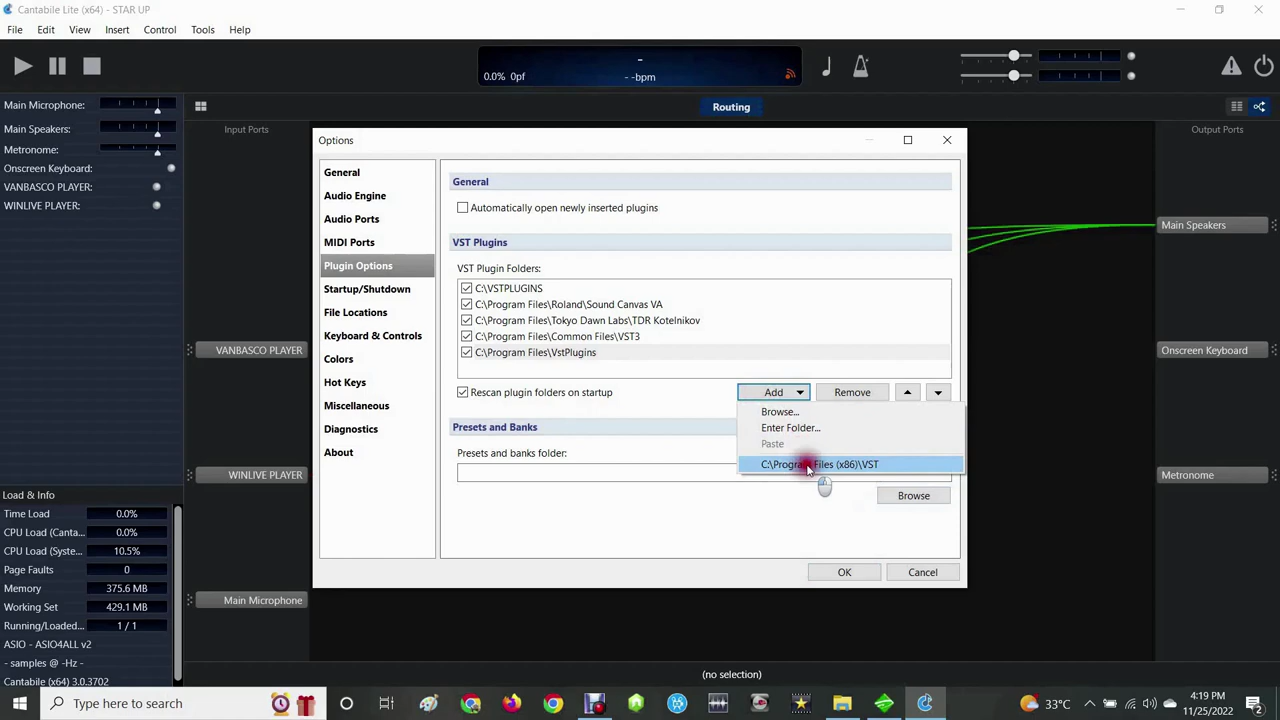 Cantabile Lite (x64) - STAR UP
File Edit View Insert Control Tools Help
-
0.0% 0pf - -bpm
Main Microphone:
Main Speakers:
Metronome:
Onscreen Keyboard:
VANBASCO PLAYER:
WINLIVE PLAYER:
Routing
Input Ports
Output Ports
VANBASCO PLAYER
WINLIVE PLAYER
Main Microphone
Main Speakers
Onscreen Keyboard
Metronome
Options
General
Audio Engine
Audio Ports
MIDI Ports
Plugin Options
Startup/Shutdown
File Locations
Keyboard & Controls
Colors
Hot Keys
Miscellaneous
Diagnostics
About
General
Automatically open newly inserted plugins
VST Plugins
VST Plugin Folders:
C:\VSTPLUGINS
C:\Program Files\Roland\Sound Canvas VA
C:\Program Files\Tokyo Dawn Labs\TDR Kotelnikov
C:\Program Files\Common Files\VST3
C:\Program Files\VstPlugins
Rescan plugin folders on startup
Add Remove
Browse...
Enter Folder...
Paste
C:\Program Files (x86)\VST
Presets and Banks
Presets and banks folder:
Browse
OK Cancel
Load & Info
Time Load 0.0%
CPU Load (Canta... 0.0%
CPU Load (Syste... 10.5%
Page Faults 0
Memory 375.6 MB
Working Set 429.1 MB
Running/Loaded... 1 / 1
ASIO - ASIO4ALL v2
- samples @ -Hz -
Cantabile (x64) 3.0.3702
(no selection)
Type here to search
33°C
4:19 PM
11/25/2022
2